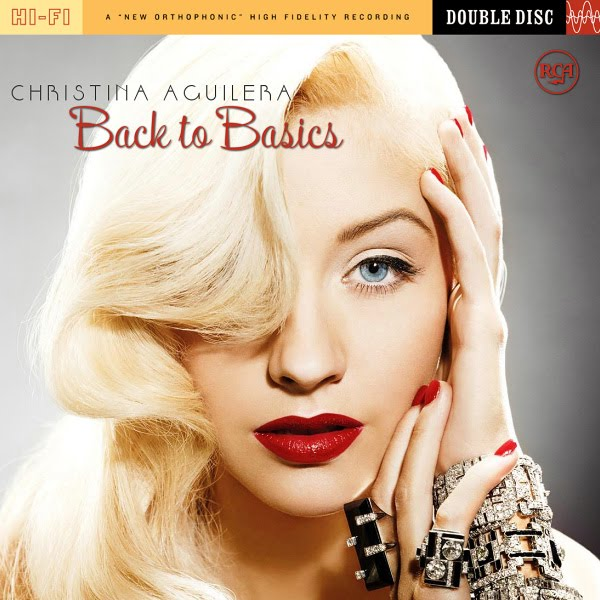 HI-FI
A "NEW ORTHOPHONIC" HIGH FIDELITY RECORDING
DOUBLE DISC
RCA
CHRISTINA AGUILERA
Back to Basics